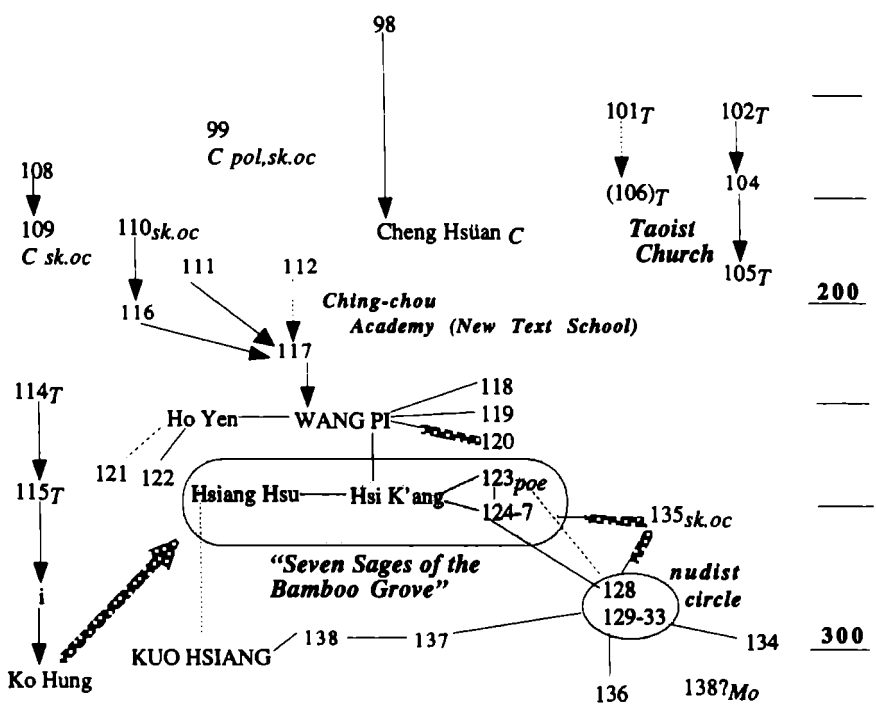 98
101T
102T
99
C pol,sk.oc
108
(106)T
104
109
C sk.oc
110sk.oc
Cheng Hsüan C
Taoist
Church
111
112
105T
200
116
Ching-chou
Academy (New Text School)
117
114T
118
Ho Yen
WANG PI
119
120
121
122
115T
Hsiang Hsu
Hsi K'ang
123poe
124-7
135sk.oc
"Seven Sages of the
Bamboo Grove"
nudist
circle
i
128
129-33
138
137
134
300
KUO HSIANG
Ko Hung
136
138?Mo